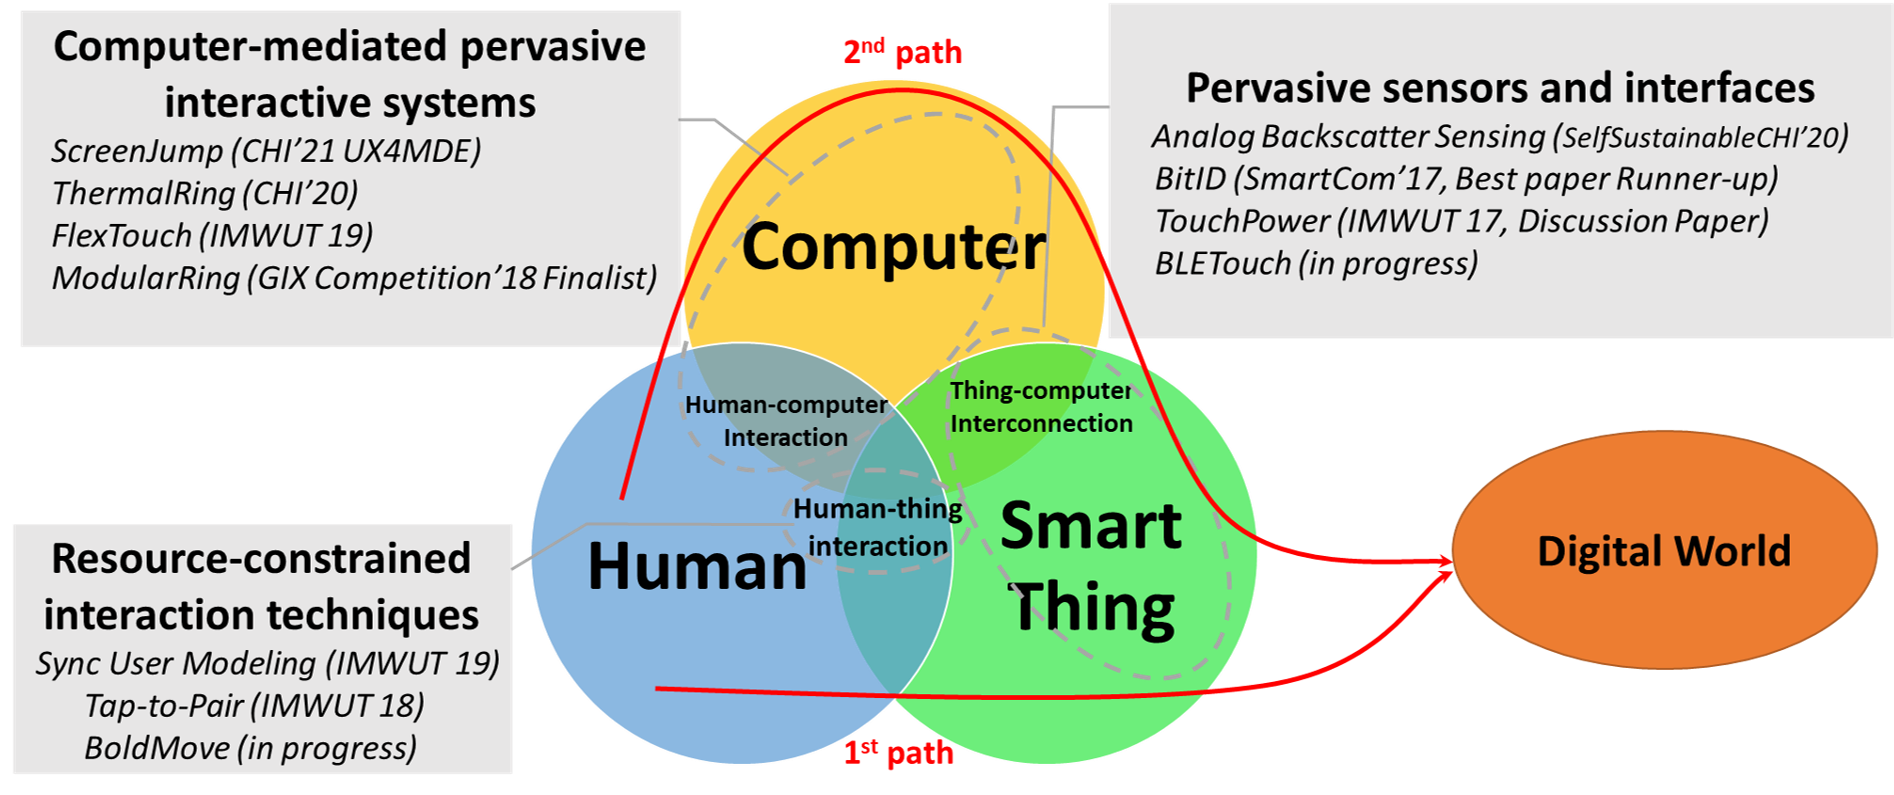 Computer-mediated pervasive
interactive systems
ScreenJump (CHI’21 UX4MDE)
ThermalRing (CHI’20)
FlexTouch (IMWUT 19)
ModularRing (GIX Competition’18 Finalist)
2nd path
Pervasive sensors and interfaces
Analog Backscatter Sensing (SelfSustainableCHI’20)
BitID (SmartCom’17, Best paper Runner-up)
TouchPower (IMWUT 17, Discussion Paper)
BLETouch (in progress)
Computer
Human-computer
Interaction
Thing-computer
Interconnection
Human-thing
interaction
Human
Smart
Thing
Digital World
Resource-constrained
interaction techniques
Sync User Modeling (IMWUT 19)
Tap-to-Pair (IMWUT 18)
BoldMove (in progress)
1st path